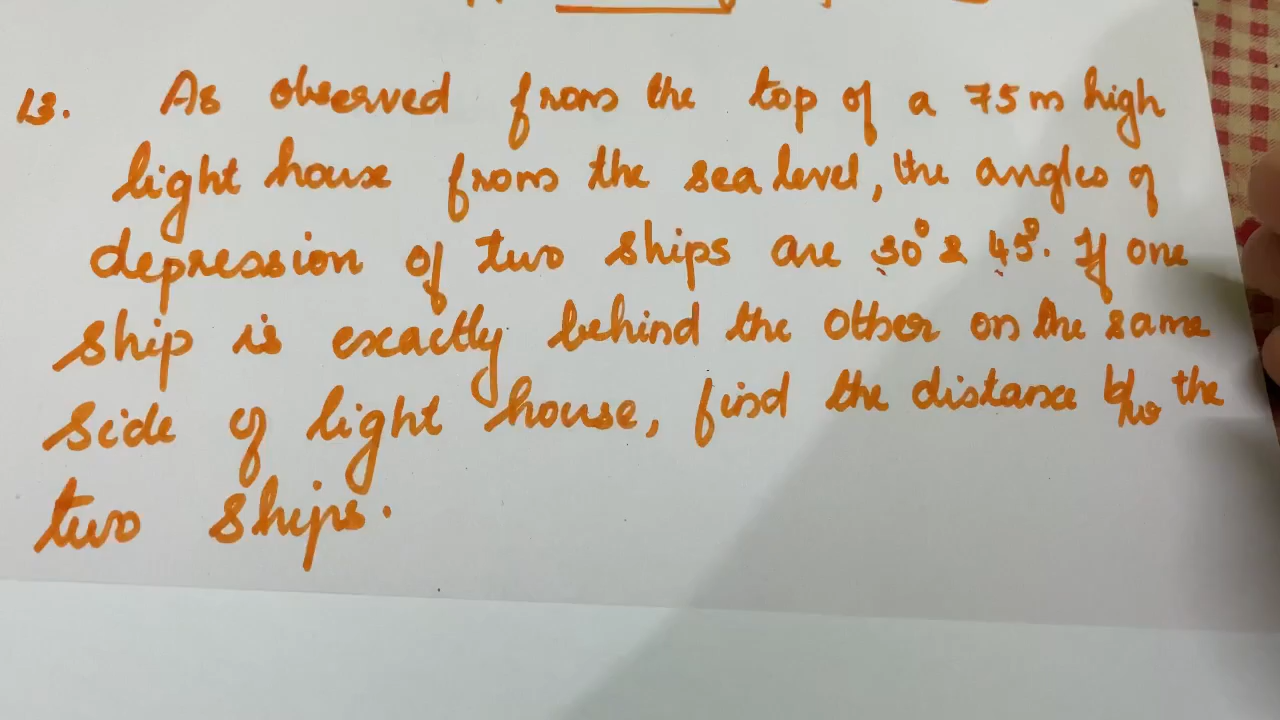 13. As observed from the top of a 75m high
light house from the sea level, the angles of
depression of two ships are 30° & 45°. If one
ship is exactly behind the other on the same
side of light house, find the distance b/w the
two ships.